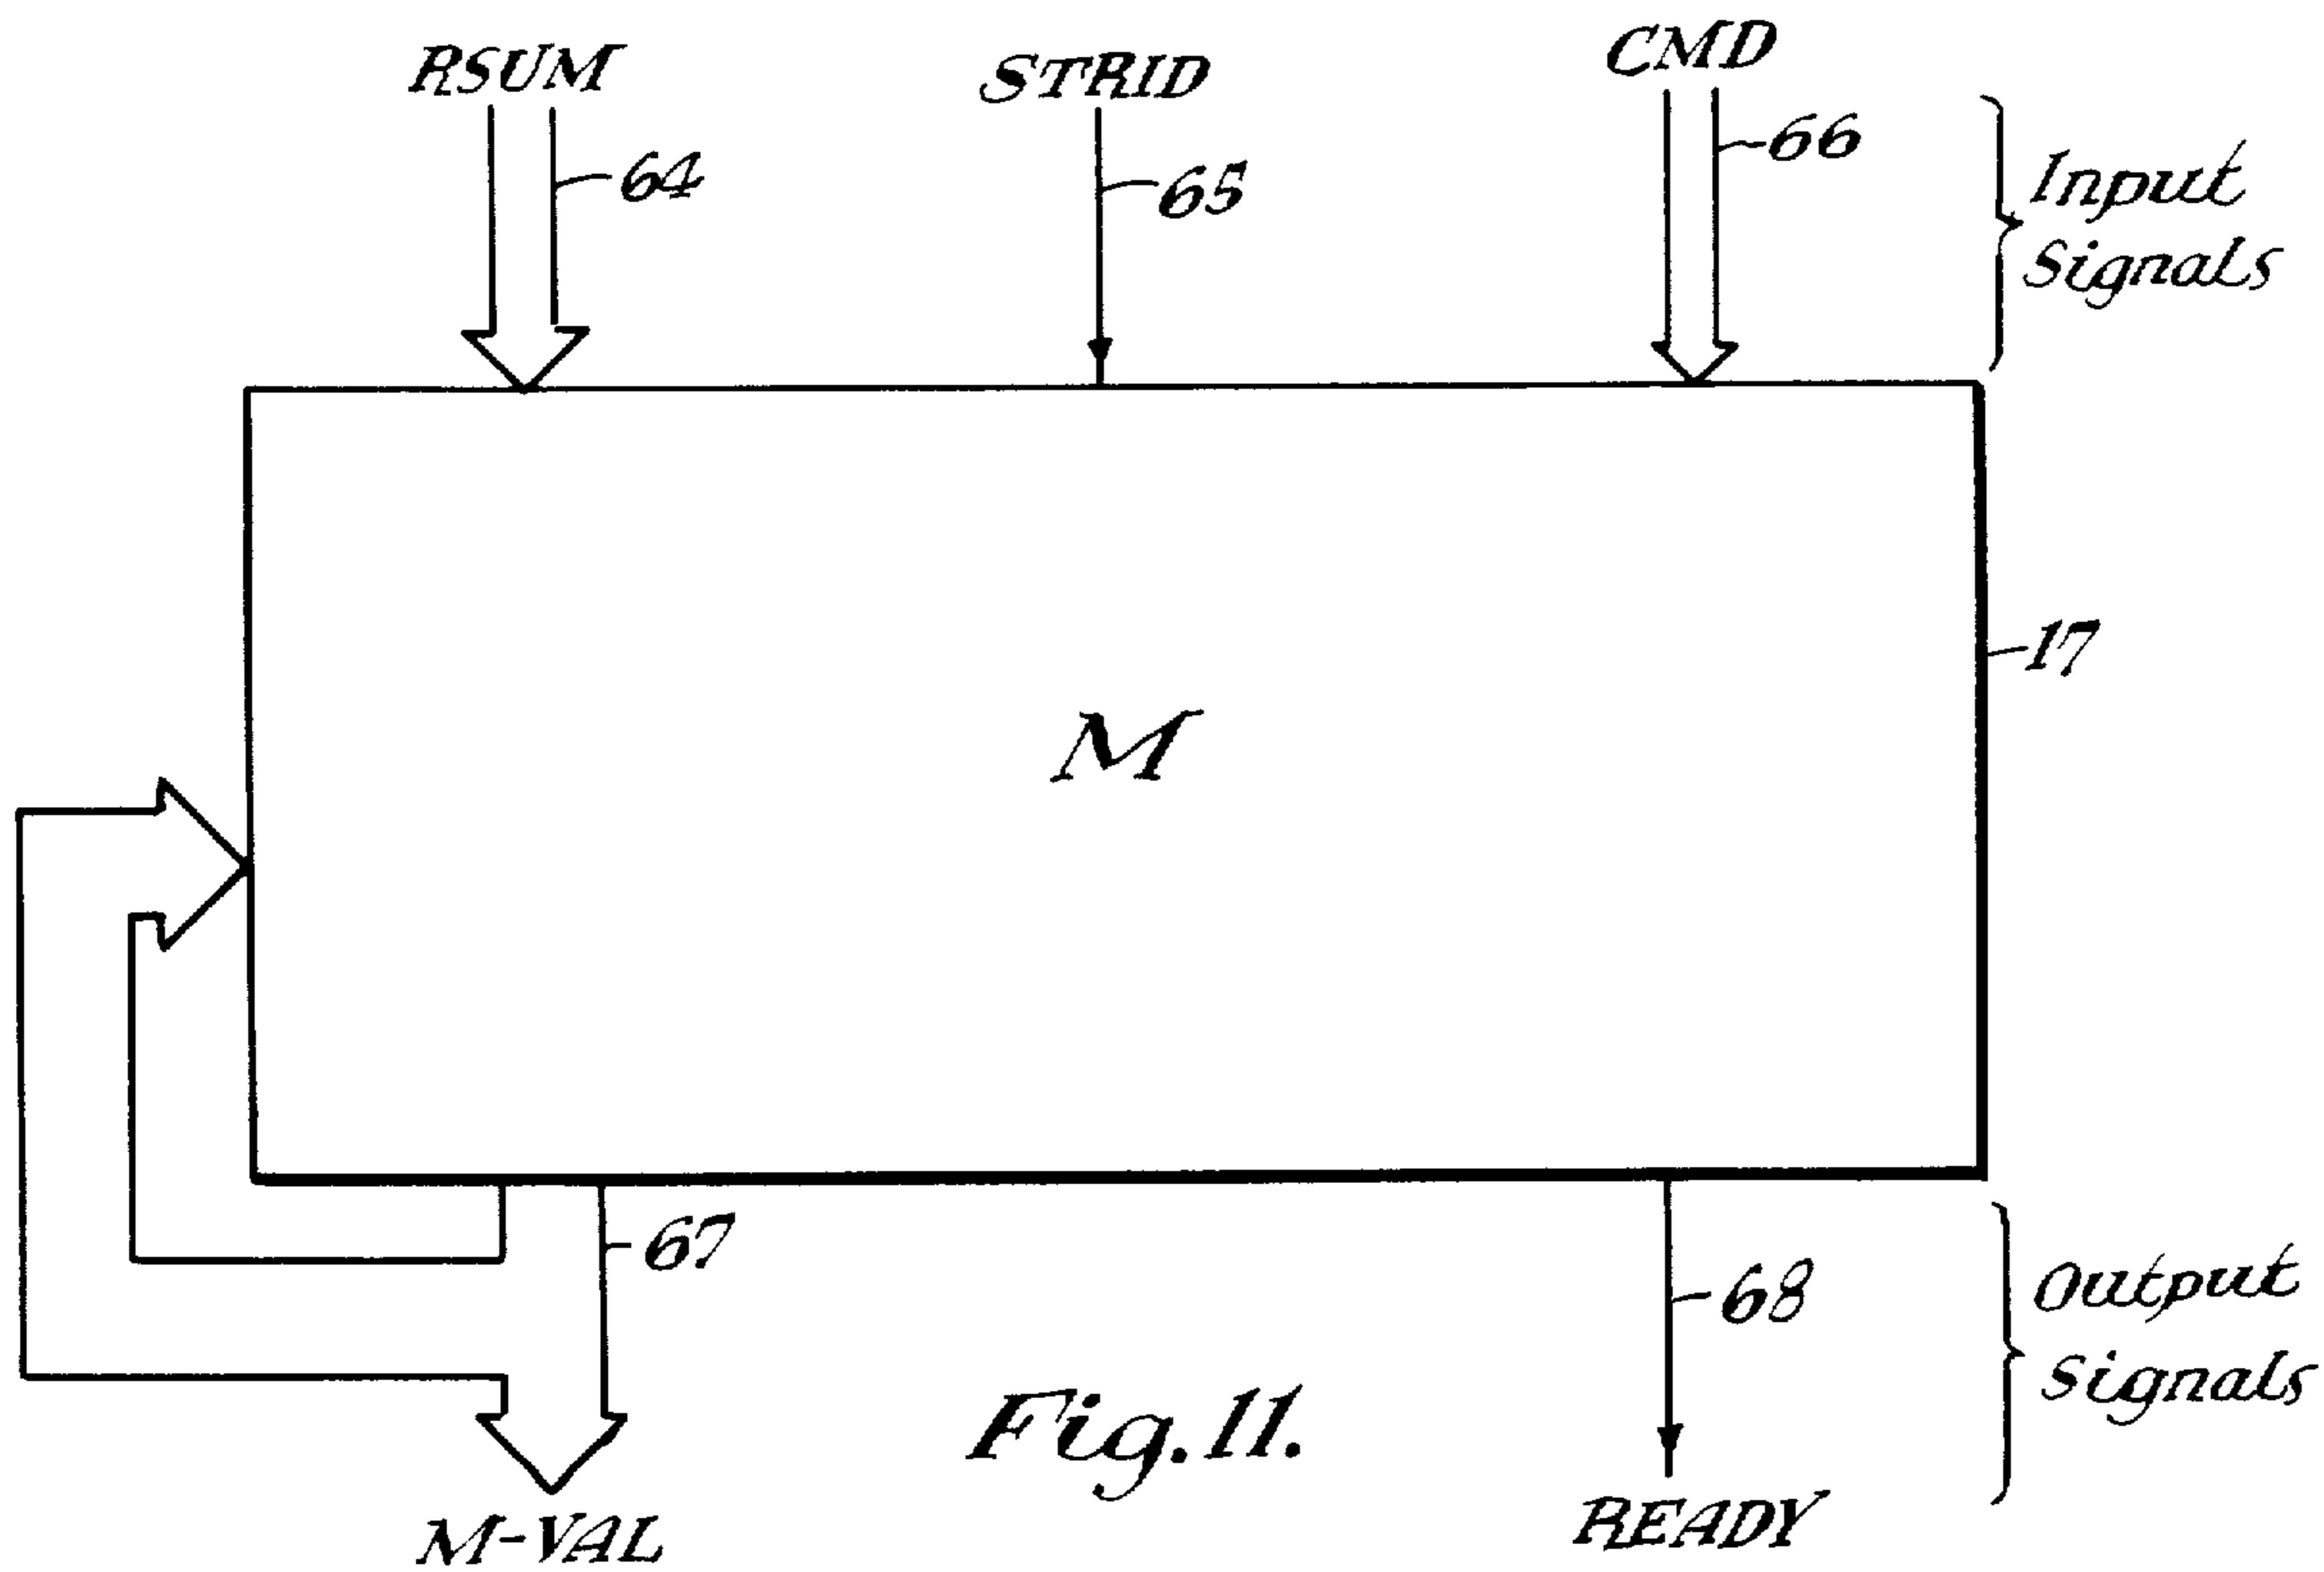 RSUM
STRID
CMD
64
65
66
Input
Signals
17
M
67
68
Output
Signals
Fig. 11.
M-VAL
READY